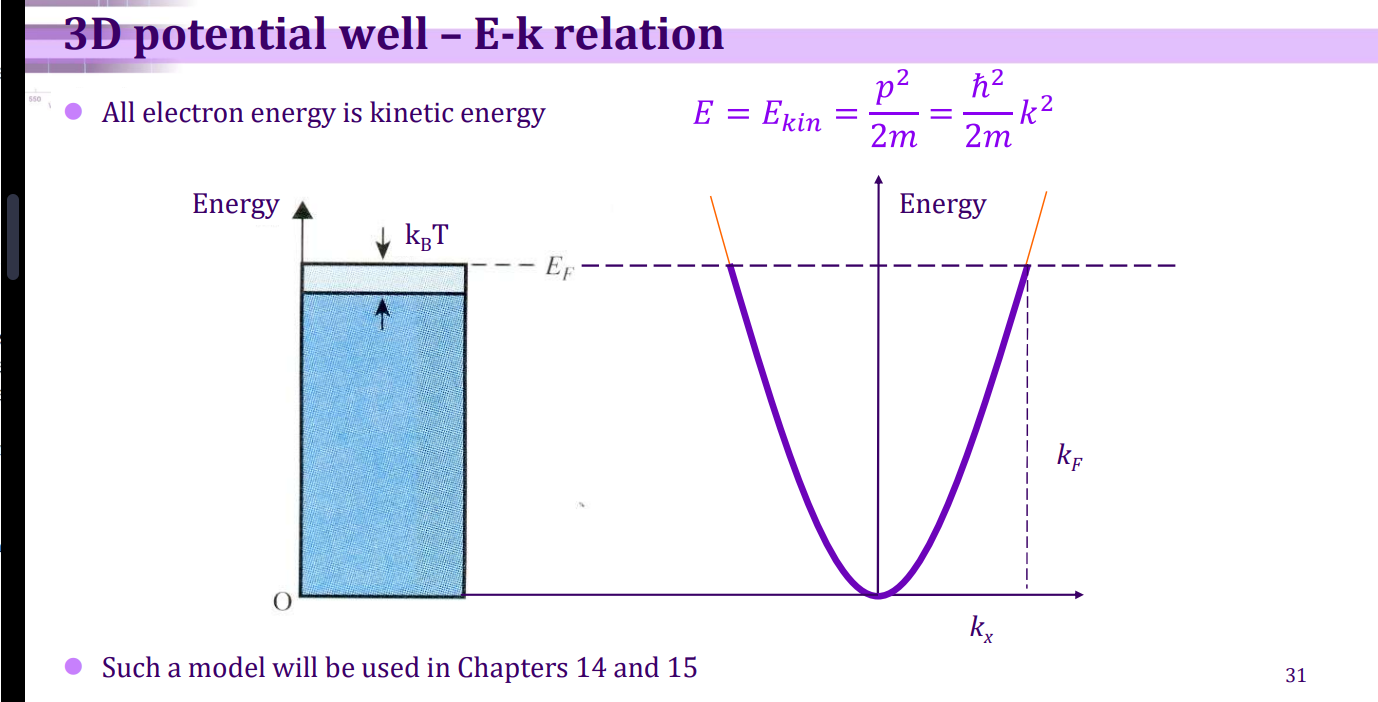 3D potential well – E-k relation
550
All electron energy is kinetic energy
E = E_{kin} = \frac{p^2}{2m} = \frac{ħ^2}{2m} k^2
Energy
k_BT
E_F
Energy
k_F
O
k_x
Such a model will be used in Chapters 14 and 15
31